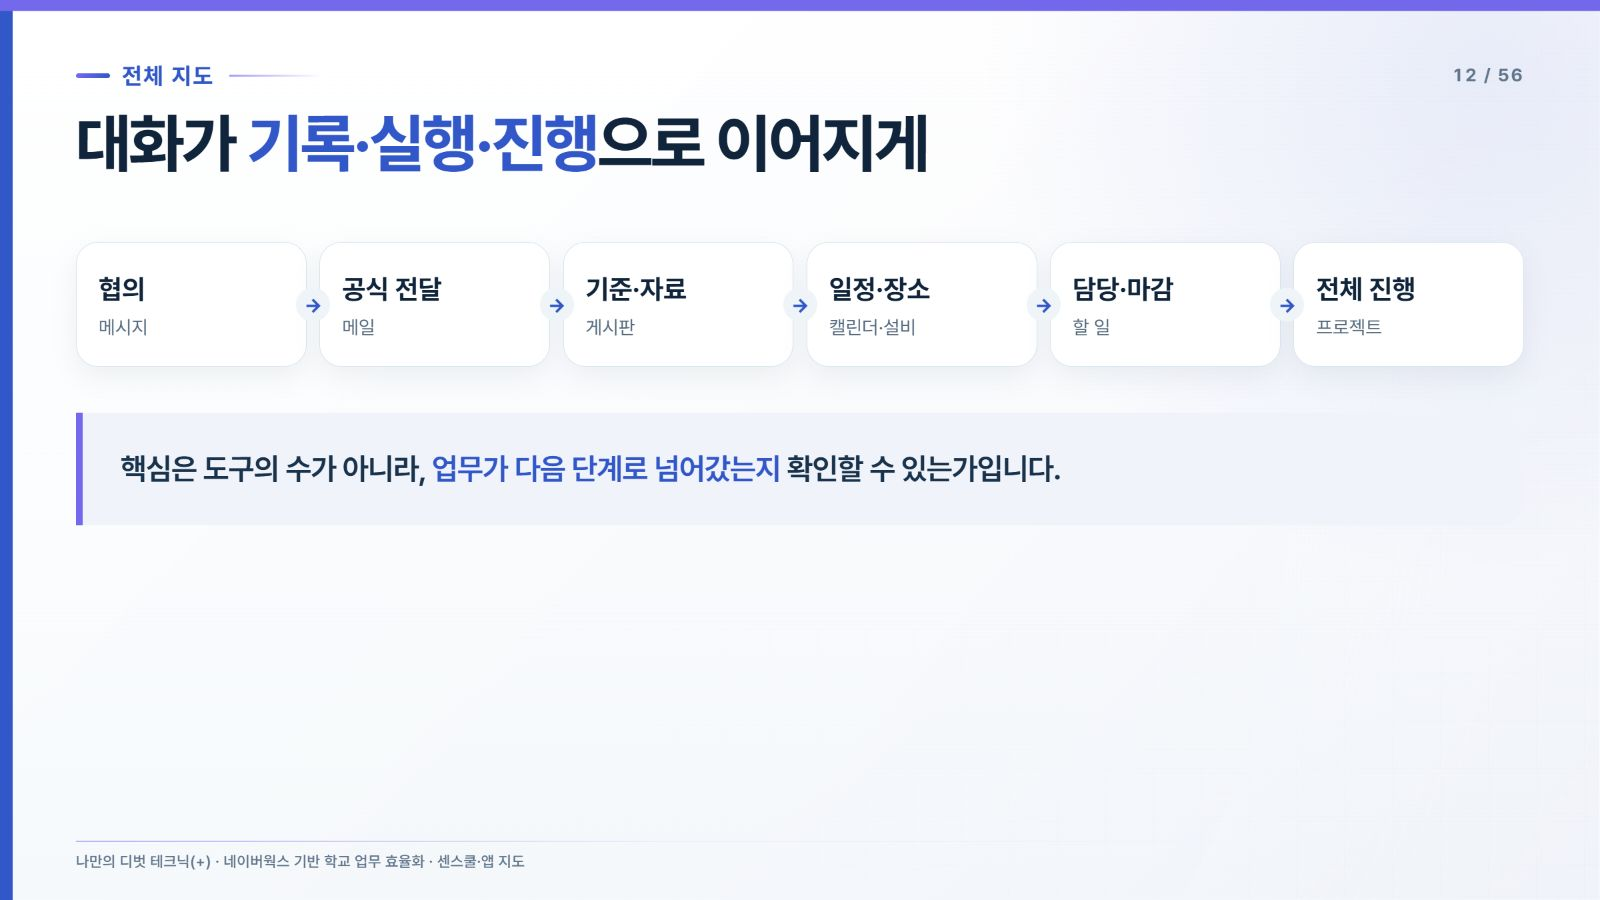 전체 지도
12 / 56
대화가 기록·실행·진행으로 이어지게
협의
메시지
→
공식 전달
메일
→
기준·자료
게시판
→
일정·장소
캘린더·설비
→
담당·마감
할 일
→
전체 진행
프로젝트
핵심은 도구의 수가 아니라, 업무가 다음 단계로 넘어갔는지 확인할 수 있는가입니다.
나만의 디벗 테크닉(+) · 네이버웍스 기반 학교 업무 효율화 · 센스쿨·앱 지도